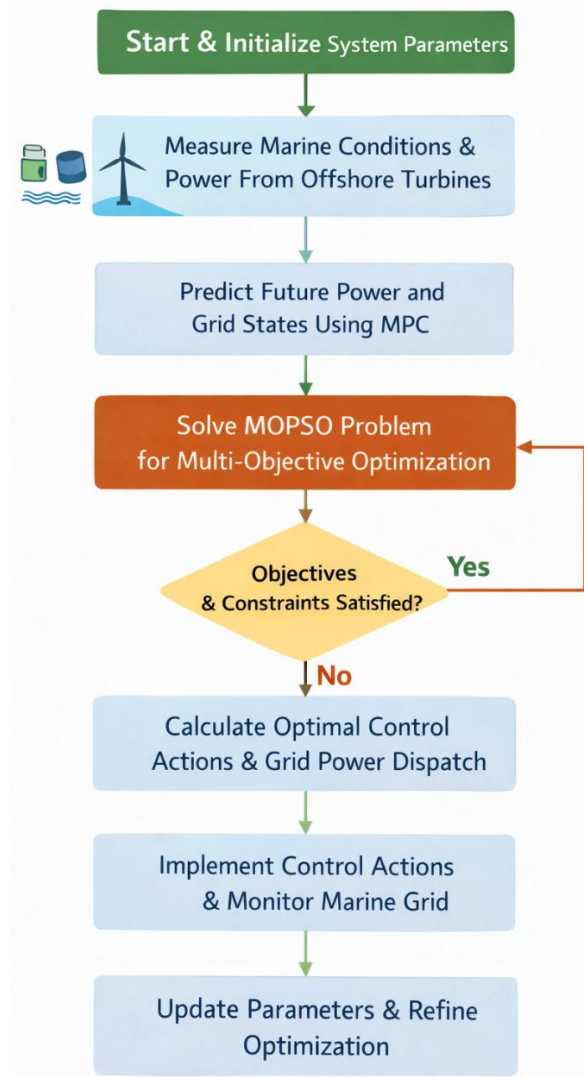 Start & Initialize System Parameters
Measure Marine Conditions &
Power From Offshore Turbines
Predict Future Power and
Grid States Using MPC
Solve MOPSO Problem
for Multi-Objective Optimization
Objectives
& Constraints Satisfied?
Yes
No
Calculate Optimal Control
Actions & Grid Power Dispatch
Implement Control Actions
& Monitor Marine Grid
Update Parameters & Refine
Optimization